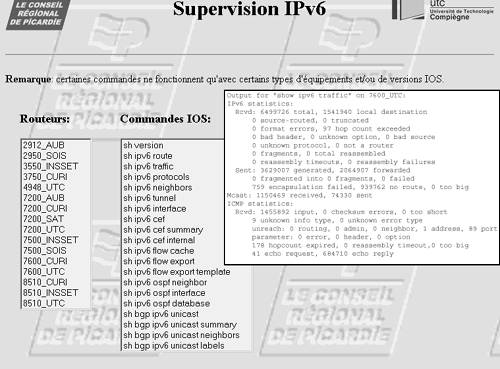 LE CONSEIL
RÉGIONAL
DE PICARDIE
Supervision IPv6
utc
Université de Technologie
Compiègne
Remarque: certaines commandes ne fonctionnent qu'avec certains types d'équipements et/ou de versions IOS.
Routeurs:
2912_AUB
2950_SOIS
3550_INSSET
3750_CURI
4948_UTC
7200_AUB
7200_CURI
7200_SAT
7200_UTC
7500_INSSET
7500_SOIS
7600_CURI
7600_UTC
8510_CURI
8510_INSSET
8510_UTC
Commandes IOS:
sh version
sh ipv6 route
sh ipv6 traffic
sh ipv6 protocols
sh ipv6 neighbors
sh ipv6 tunnel
sh ipv6 interface
sh ipv6 cef
sh ipv6 cef summary
sh ipv6 cef internal
sh ipv6 flow cache
sh ipv6 flow export
sh ipv6 flow export template
sh ipv6 ospf neighbor
sh ipv6 ospf interface
sh ipv6 ospf database
sh bgp ipv6 unicast
sh bgp ipv6 unicast summary
sh bgp ipv6 unicast neighbors
sh bgp ipv6 unicast labels
Output for "show ipv6 traffic" on 7600_UTC:
IPv6 statistics:
Rcvd: 6499726 total, 1541940 local destination
0 source-routed, 0 truncated
0 format errors, 97 hop count exceeded
0 bad header, 0 unknown option, 0 bad source
0 unknown protocol, 0 not a router
0 fragments, 0 total reassembled
0 reassembly timeouts, 0 reassembly failures
Sent: 3629007 generated, 2864907 forwarded
0 fragmented into 0 fragments, 0 failed
759 encapsulation failed, 939762 no route, 0 too big
Mcast: 1150469 received, 74330 sent
ICMP statistics:
Rcvd: 1455892 input, 0 checksum errors, 0 too short
9 unknown info type, 0 unknown error type
unreach: 0 routing, 0 admin, 0 neighbor, 1 address, 89 port
parameter: 0 error, 0 header, 0 option
178 hopcount expired, 0 reassembly timeout,0 too big
41 echo request, 684710 echo reply
LE CONSEIL
RÉGIONAL
DE PICARDIE
LE CONSEIL
RÉGIONAL
DE PICARDIE